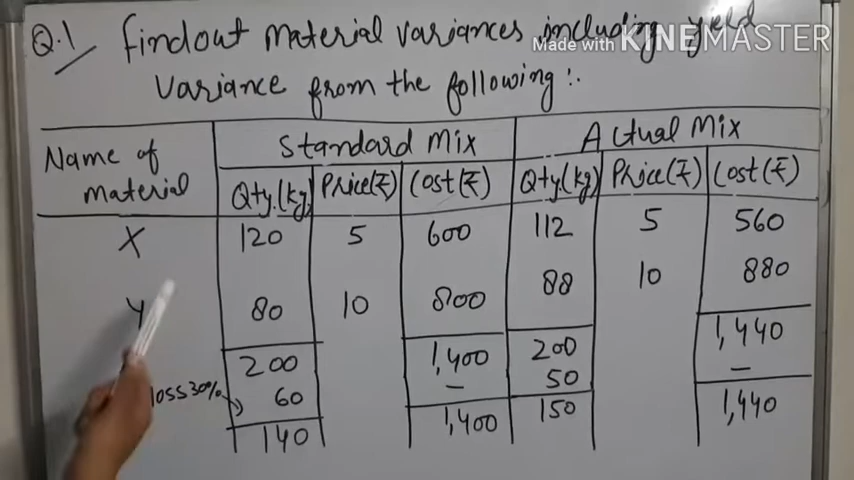 Q.1 Findout material variances including yield
Made with KINEMASTER
variance from the following :.
Name of material Standard Mix Actual Mix
Qty.(kg) Price(₹) Cost(₹) Qty.(kg) Price(₹) Cost(₹)
X 120 5 600 112 5 560
Y 80 10 800 88 10 880
200 1,400 200 1,440
loss 30% 60 — 50 —
140 1,400 150 1,440